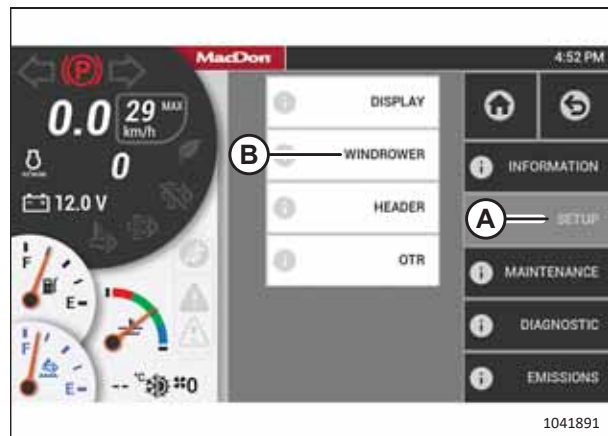 MacDon
4:52 PM
P
0.0 29 MAX
km/h
0
12.0 V
F
E
F
E
-- °C 0
DISPLAY
B WINDROWER
HEADER
OTR
INFORMATION
A SETUP
MAINTENANCE
DIAGNOSTIC
EMISSIONS
1041891